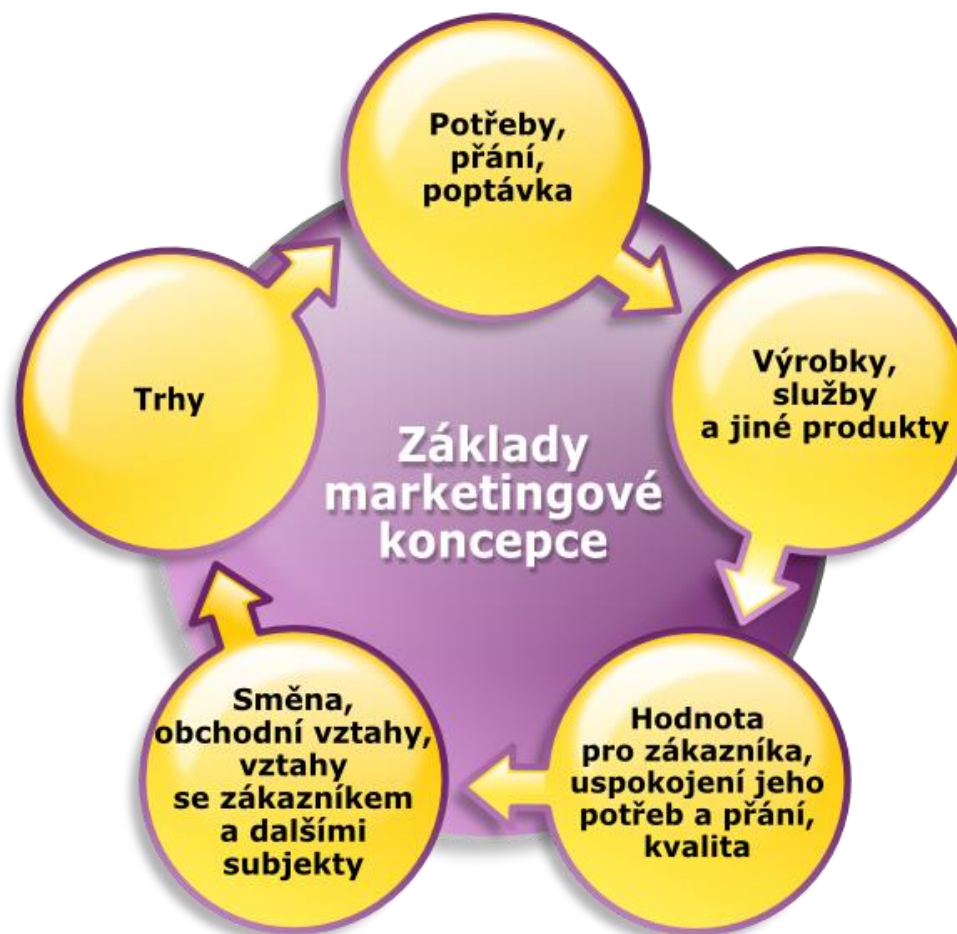 Potřeby,
přání,
poptávka
Výrobky,
služby
a jiné produkty
Hodnota
pro zákazníka,
uspokojení jeho
potřeb a přání,
kvalita
Směna,
obchodní vztahy,
vztahy
se zákazníkem
a dalšími
subjekty
Trhy
Základy
marketingové
koncepce